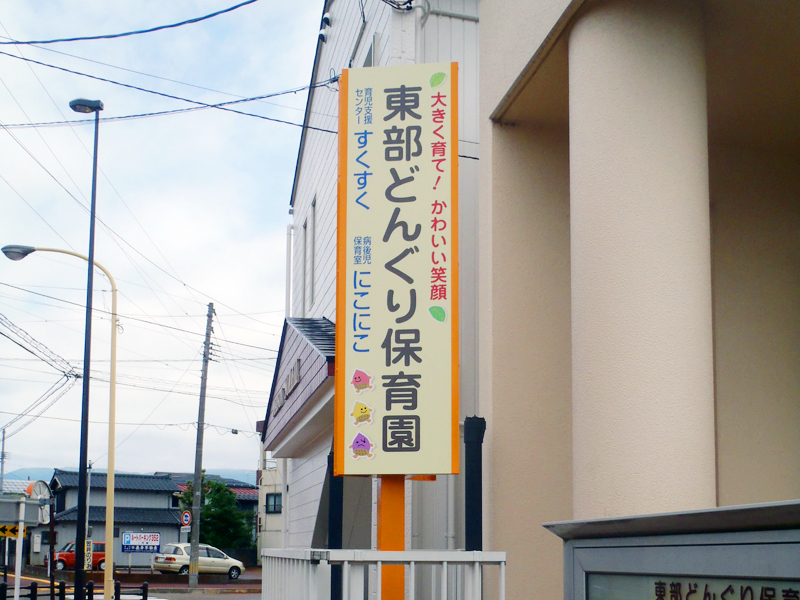 大きく育て！かわいい笑顔
東部どんぐり保育園
育児支援
センター
すくすく
病後児
保育室
にこにこ
東部どんぐり保育